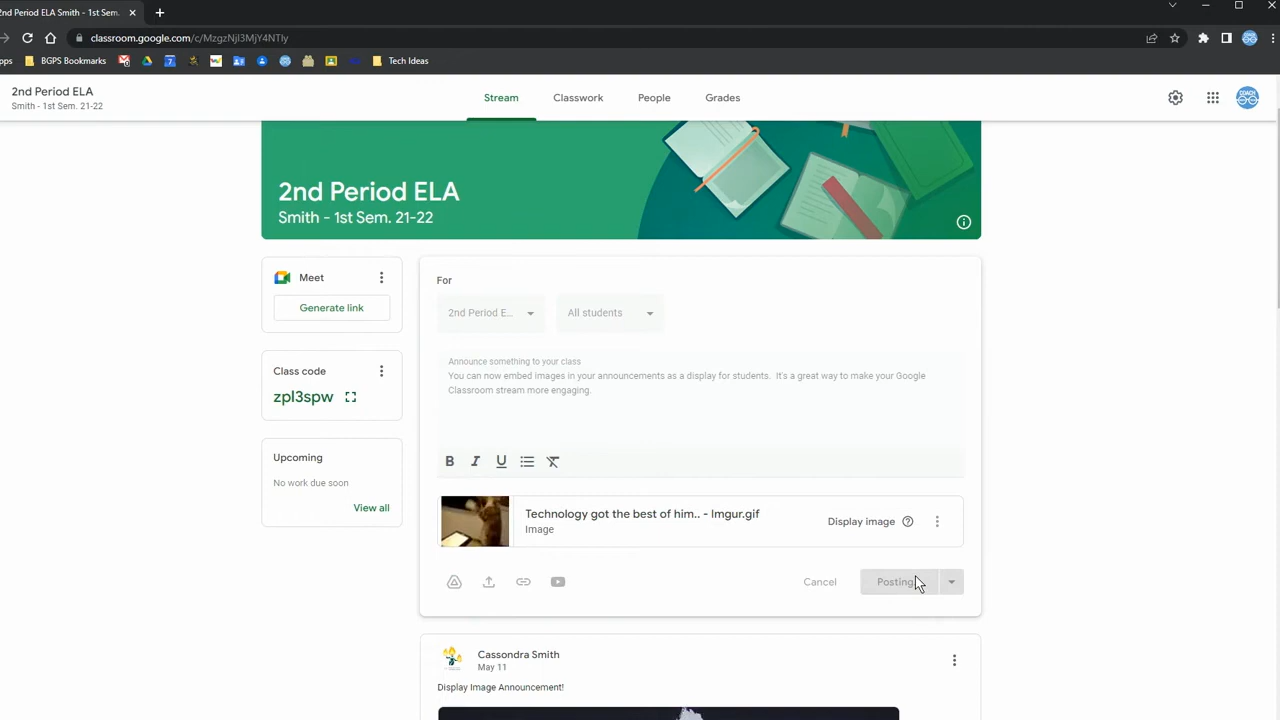 2nd Period ELA Smith - 1st Sem.
classroom.google.com/c/MzgzNjI3MjY4NTIy
ps
BGPS Bookmarks
Tech Ideas
2nd Period ELA
Smith - 1st Sem. 21-22
Stream
Classwork
People
Grades
COACH
2nd Period ELA
Smith - 1st Sem. 21-22
Meet
Generate link
Class code
zpl3spw
Upcoming
No work due soon
View all
For
2nd Period E...
All students
Announce something to your class
You can now embed images in your announcements as a display for students. It's a great way to make your Google
Classroom stream more engaging.
B I U
Technology got the best of him.. - Imgur.gif
Image
Display image
Cancel
Posting
Cassondra Smith
May 11
Display Image Announcement!